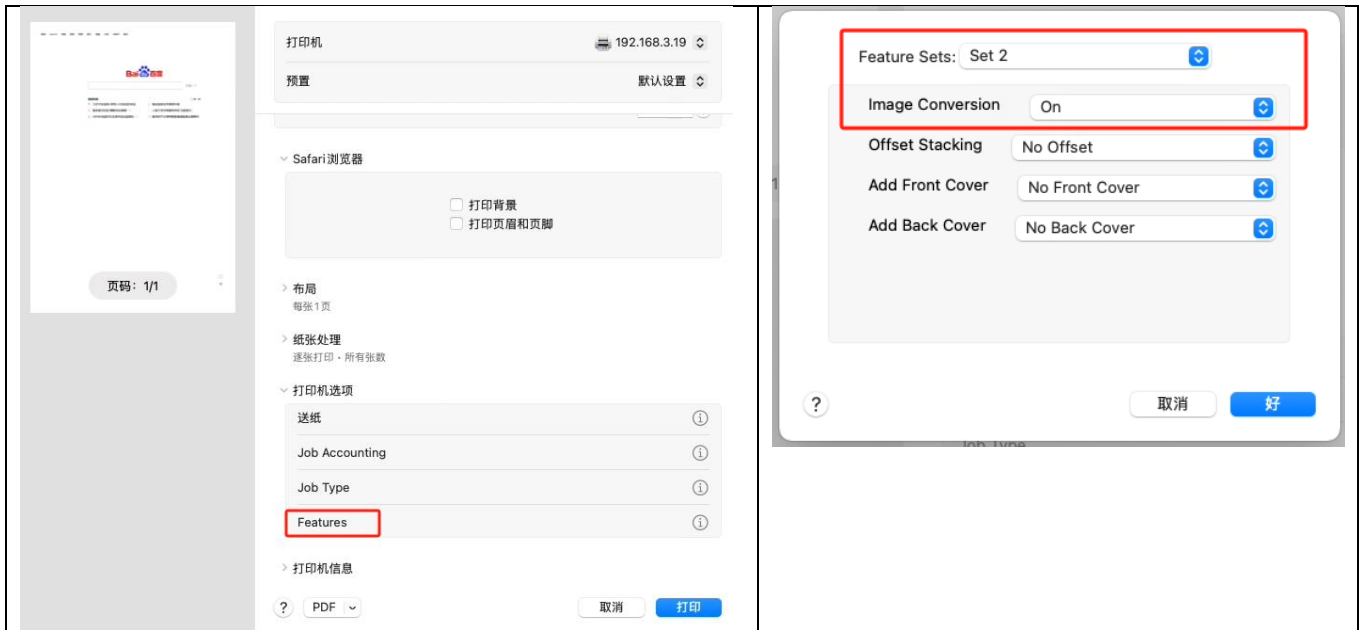 Bai 百度
页码：1/1
打印机 192.168.3.19
预置 默认设置
Safari浏览器
打印背景
打印页眉和页脚
布局
每张1页
纸张处理
逐张打印・所有张数
打印机选项
送纸
Job Accounting
Job Type
Features
打印机信息
? PDF 取消 打印
Feature Sets: Set 2
Image Conversion On
Offset Stacking No Offset
Add Front Cover No Front Cover
Add Back Cover No Back Cover
? 取消 好